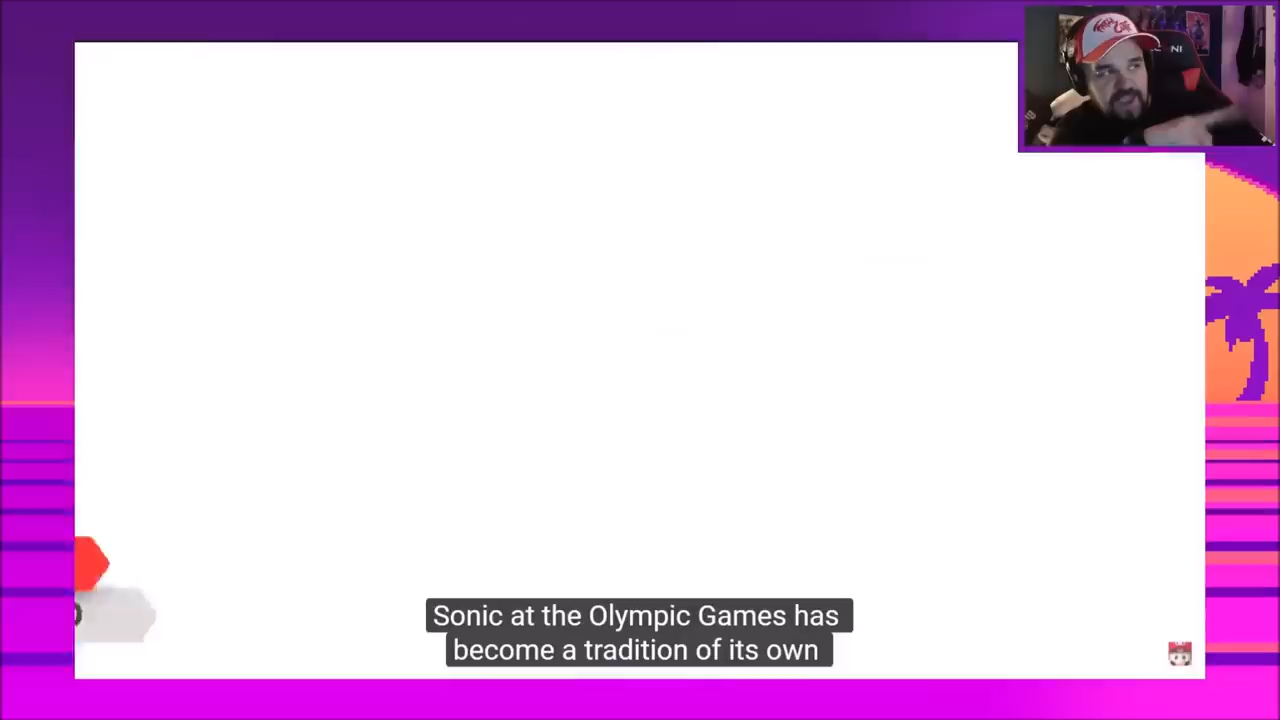 Sonic at the Olympic Games has
become a tradition of its own